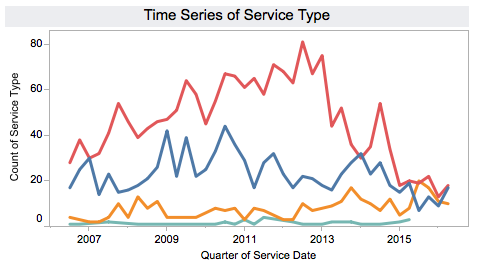 Time Series of Service Type
Count of Service Type
80
60
40
20
0
2007 2009 2011 2013 2015
Quarter of Service Date